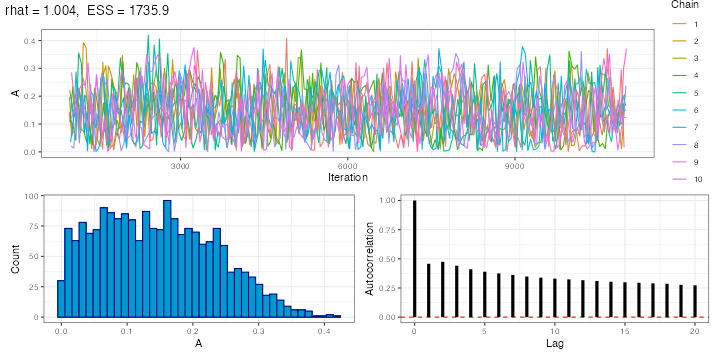 rhat = 1.004,  ESS = 1735.9
Chain
1
2
3
4
5
6
7
8
9
10
A
0.4
0.3
0.2
0.1
0.0
3000 6000 9000
Iteration
Count
100
75
50
25
0
0.0 0.1 0.2 0.3 0.4
A
Autocorrelation
1.00
0.75
0.50
0.25
0.00
0 5 10 15 20
Lag